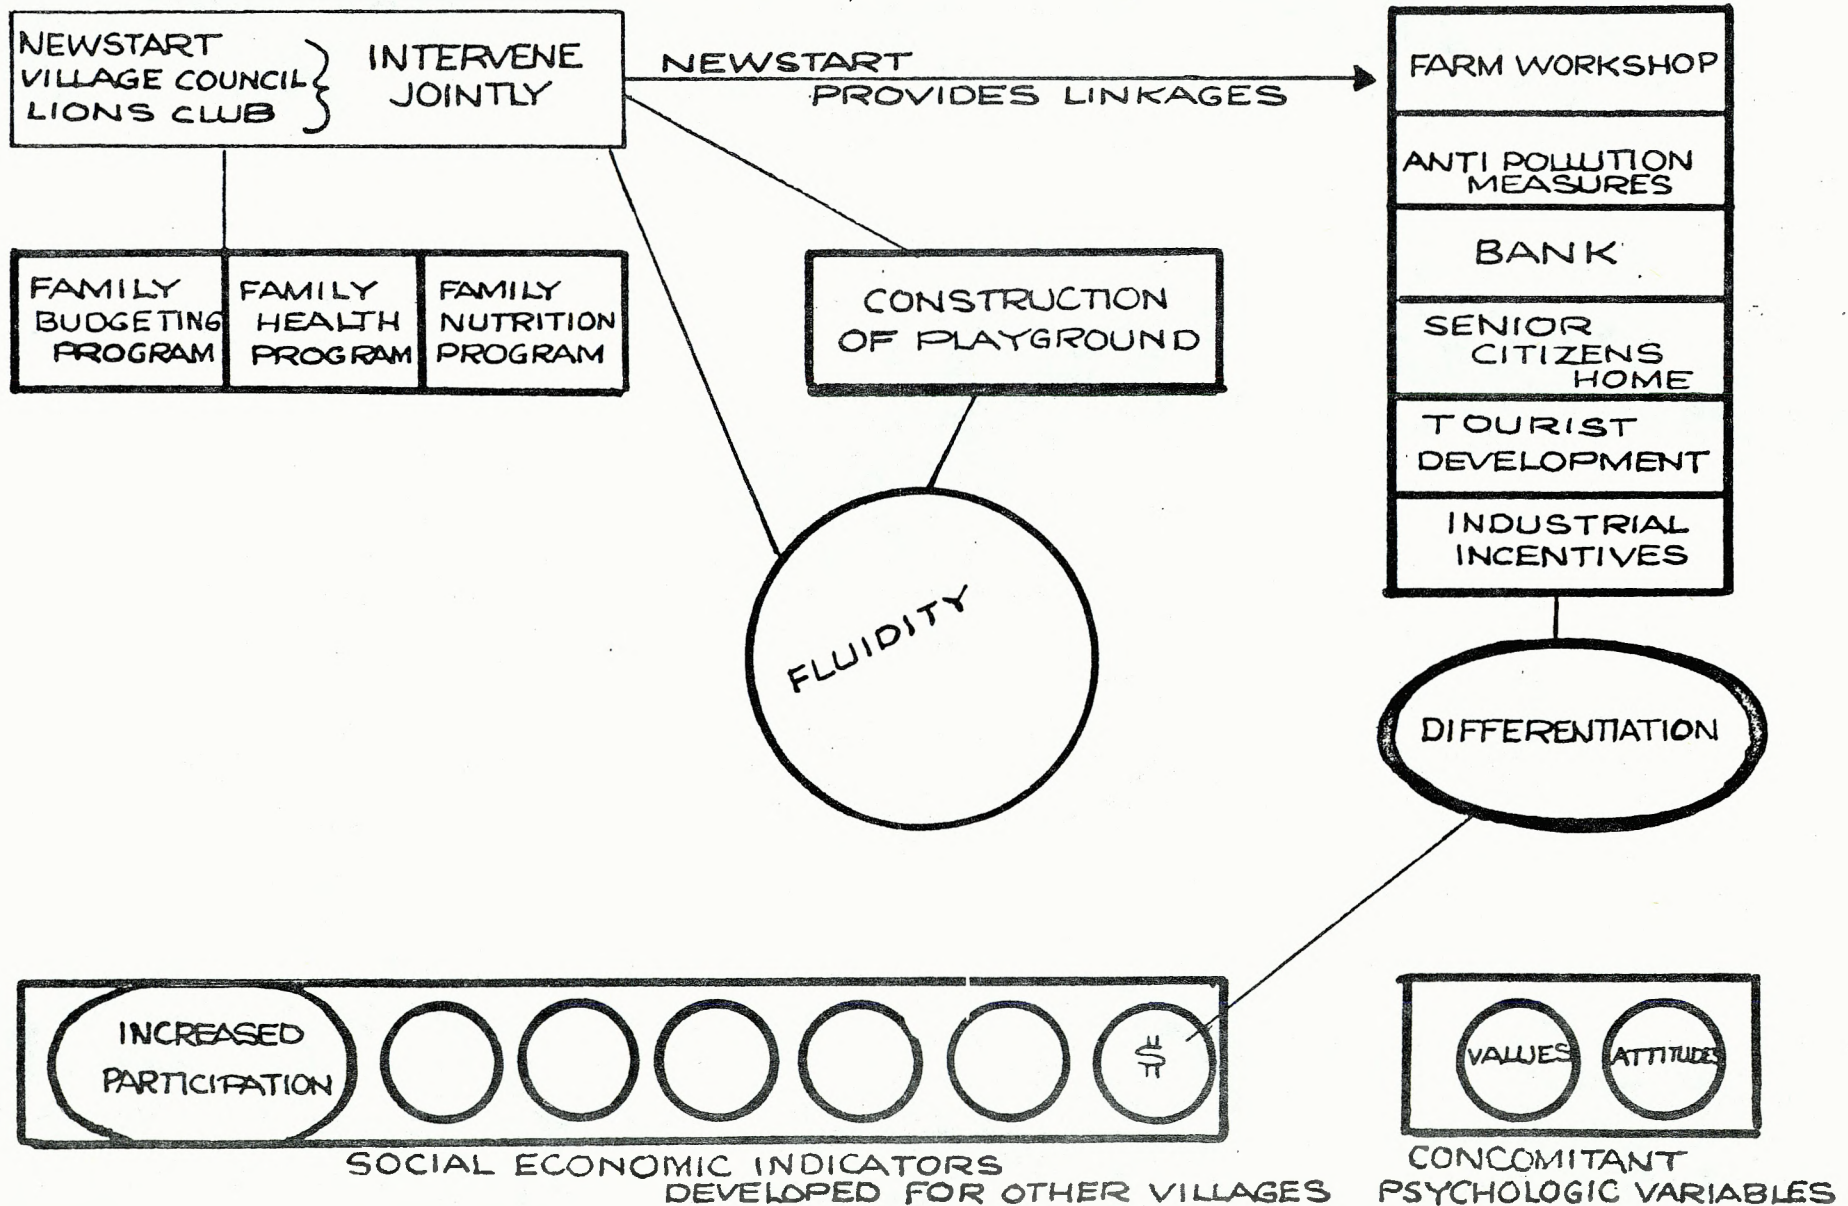 NEWSTART
VILLAGE COUNCIL
LIONS CLUB
INTERVENE
JOINTLY
NEWSTART
PROVIDES LINKAGES
FARM WORKSHOP
ANTI POLLUTION
MEASURES
BANK
SENIOR
CITIZENS
HOME
TOURIST
DEVELOPMENT
INDUSTRIAL
INCENTIVES
FAMILY
BUDGETING
PROGRAM
FAMILY
HEALTH
PROGRAM
FAMILY
NUTRITION
PROGRAM
CONSTRUCTION
OF PLAYGROUND
FLUIDITY
DIFFERENTIATION
INCREASED
PARTICIPATION
$
VALUES
ATTITUDES
SOCIAL ECONOMIC INDICATORS
DEVELOPED FOR OTHER VILLAGES
CONCOMITANT
PSYCHOLOGIC VARIABLES